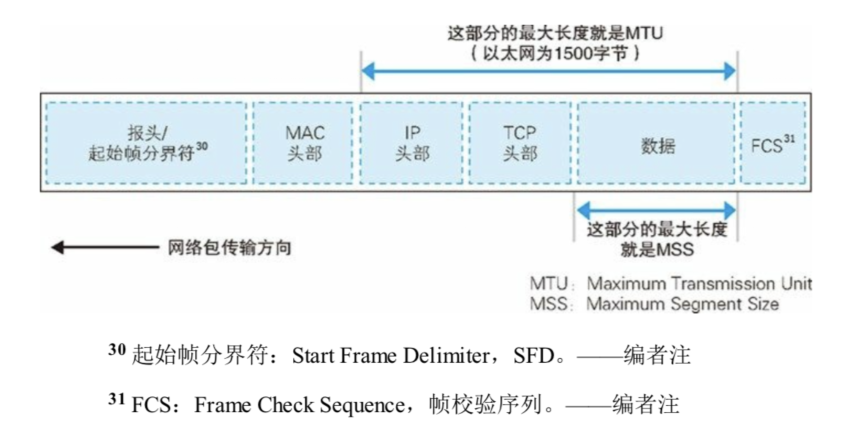 这部分的最大长度就是MTU
（以太网为1500字节）
报头/
起始帧分界符30
MAC
头部
IP
头部
TCP
头部
数据
FCS31
这部分的最大长度
就是MSS
网络包传输方向
MTU：Maximum Transmission Unit
MSS：Maximum Segment Size
30 起始帧分界符：Start Frame Delimiter，SFD。——编者注
31 FCS：Frame Check Sequence，帧校验序列。——编者注